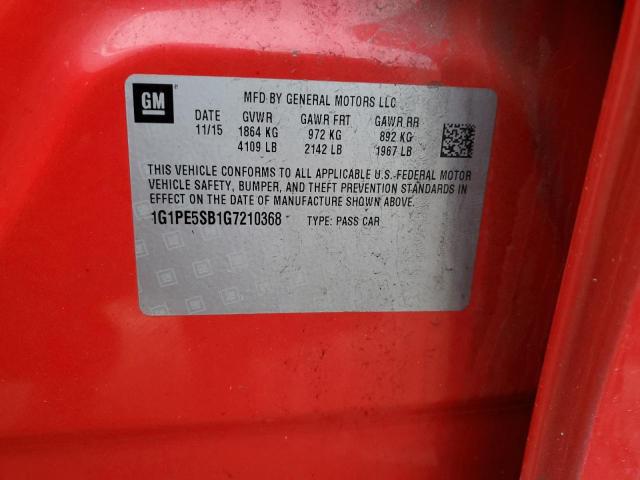 GM
MFD BY GENERAL MOTORS LLC
DATE GVWR GAWR FRT GAWR RR
11/15 1864 KG 972 KG 892 KG
4109 LB 2142 LB 1967 LB
THIS VEHICLE CONFORMS TO ALL APPLICABLE U.S. FEDERAL MOTOR
VEHICLE SAFETY, BUMPER, AND THEFT PREVENTION STANDARDS IN
EFFECT ON THE DATE OF MANUFACTURE SHOWN ABOVE.
1G1PE5SB1G7210368 TYPE: PASS CAR